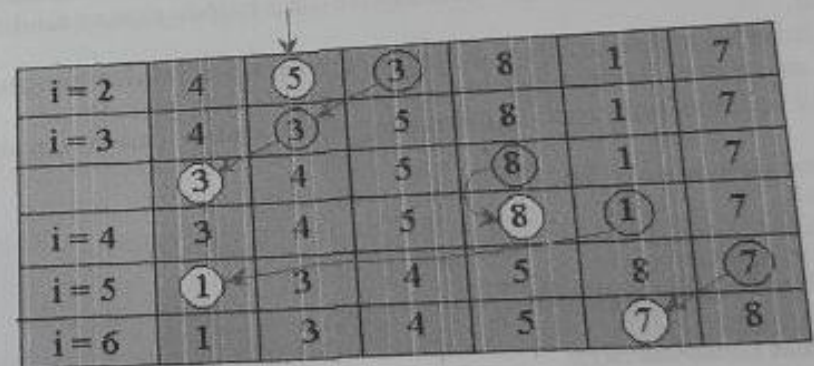 i = 2 4 5 3 8 1 7
i = 3 4 3 5 8 1 7
3 4 5 8 1 7
i = 4 3 4 5 8 1 7
i = 5 1 3 4 5 8 7
i = 6 1 3 4 5 7 8